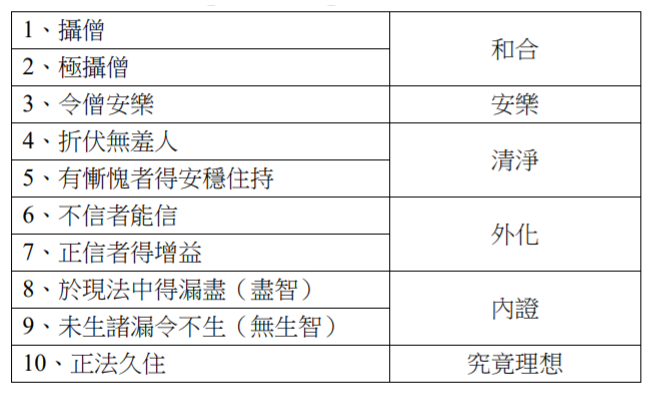 1、攝僧
2、極攝僧
和合
3、令僧安樂
安樂
4、折伏無羞人
5、有慚愧者得安穩住持
清淨
6、不信者能信
7、正信者得增益
外化
8、於現法中得漏盡（盡智）
9、未生諸漏令不生（無生智）
內證
10、正法久住
究竟理想